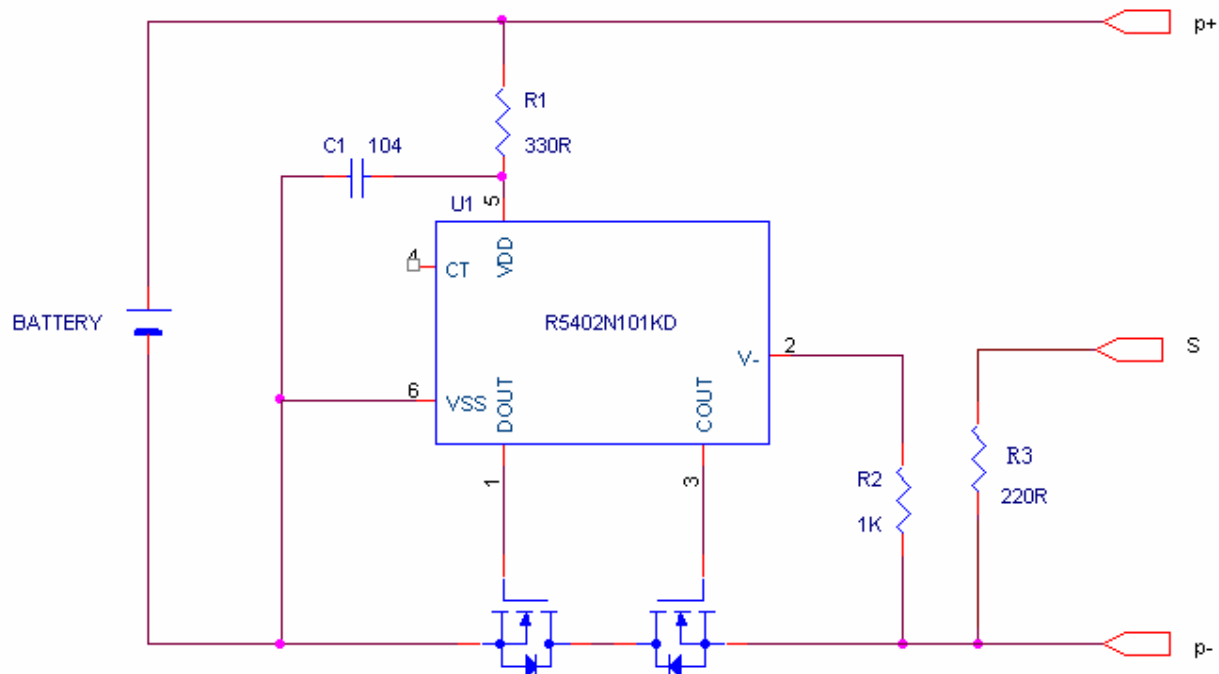 p+
R1
330R
C1 104
U1
5
4
CT
VDD
BATTERY
R5402N101KD
2
V-
S
6
VSS
DOUT
COUT
R3
220R
R2
1K
1
3
p-